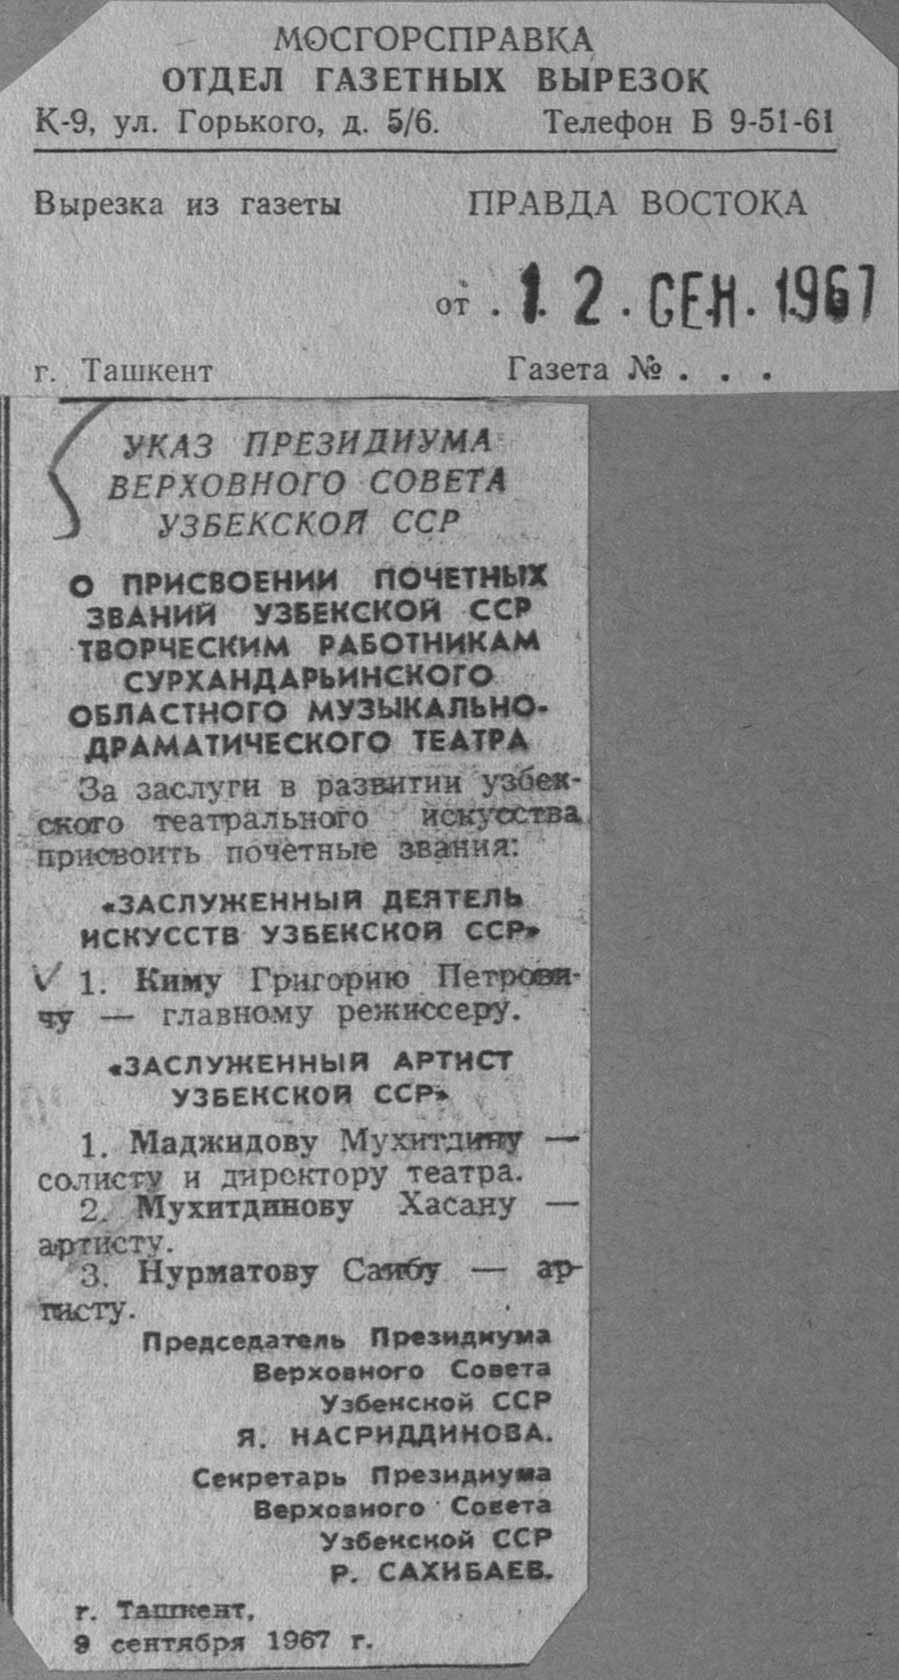 МОСГОРСПРАВКА
ОТДЕЛ ГАЗЕТНЫХ ВЫРЕЗОК
К-9, ул. Горького, д. 5/6. Телефон Б 9-51-61
Вырезка из газеты ПРАВДА ВОСТОКА
от . 12 . СЕН. 1967
г. Ташкент Газета № . . .
УКАЗ ПРЕЗИДИУМА
ВЕРХОВНОГО СОВЕТА
УЗБЕКСКОЙ ССР
О ПРИСВОЕНИИ ПОЧЕТНЫХ
ЗВАНИЙ УЗБЕКСКОЙ ССР
ТВОРЧЕСКИМ РАБОТНИКАМ
СУРХАНДАРЬИНСКОГО
ОБЛАСТНОГО МУЗЫКАЛЬНО-
ДРАМАТИЧЕСКОГО ТЕАТРА
За заслуги в развитии узбек-
ского театрального искусства
присвоить почетные звания:
«ЗАСЛУЖЕННЫЙ ДЕЯТЕЛЬ
ИСКУССТВ УЗБЕКСКОЙ ССР»
1. Киму Григорию Петрови-
чу — главному режиссеру.
«ЗАСЛУЖЕННЫЙ АРТИСТ
УЗБЕКСКОЙ ССР»
1. Маджидову Мухитдину —
солисту и директору театра.
2. Мухитдинову Хасану —
артисту.
3. Нурматову Саибу — ар-
тисту.
Председатель Президиума
Верховного Совета
Узбекской ССР
Я. НАСРИДДИНОВА.
Секретарь Президиума
Верховного Совета
Узбекской ССР
Р. САХИБАЕВ.
г. Ташкент,
9 сентября 1967 г.